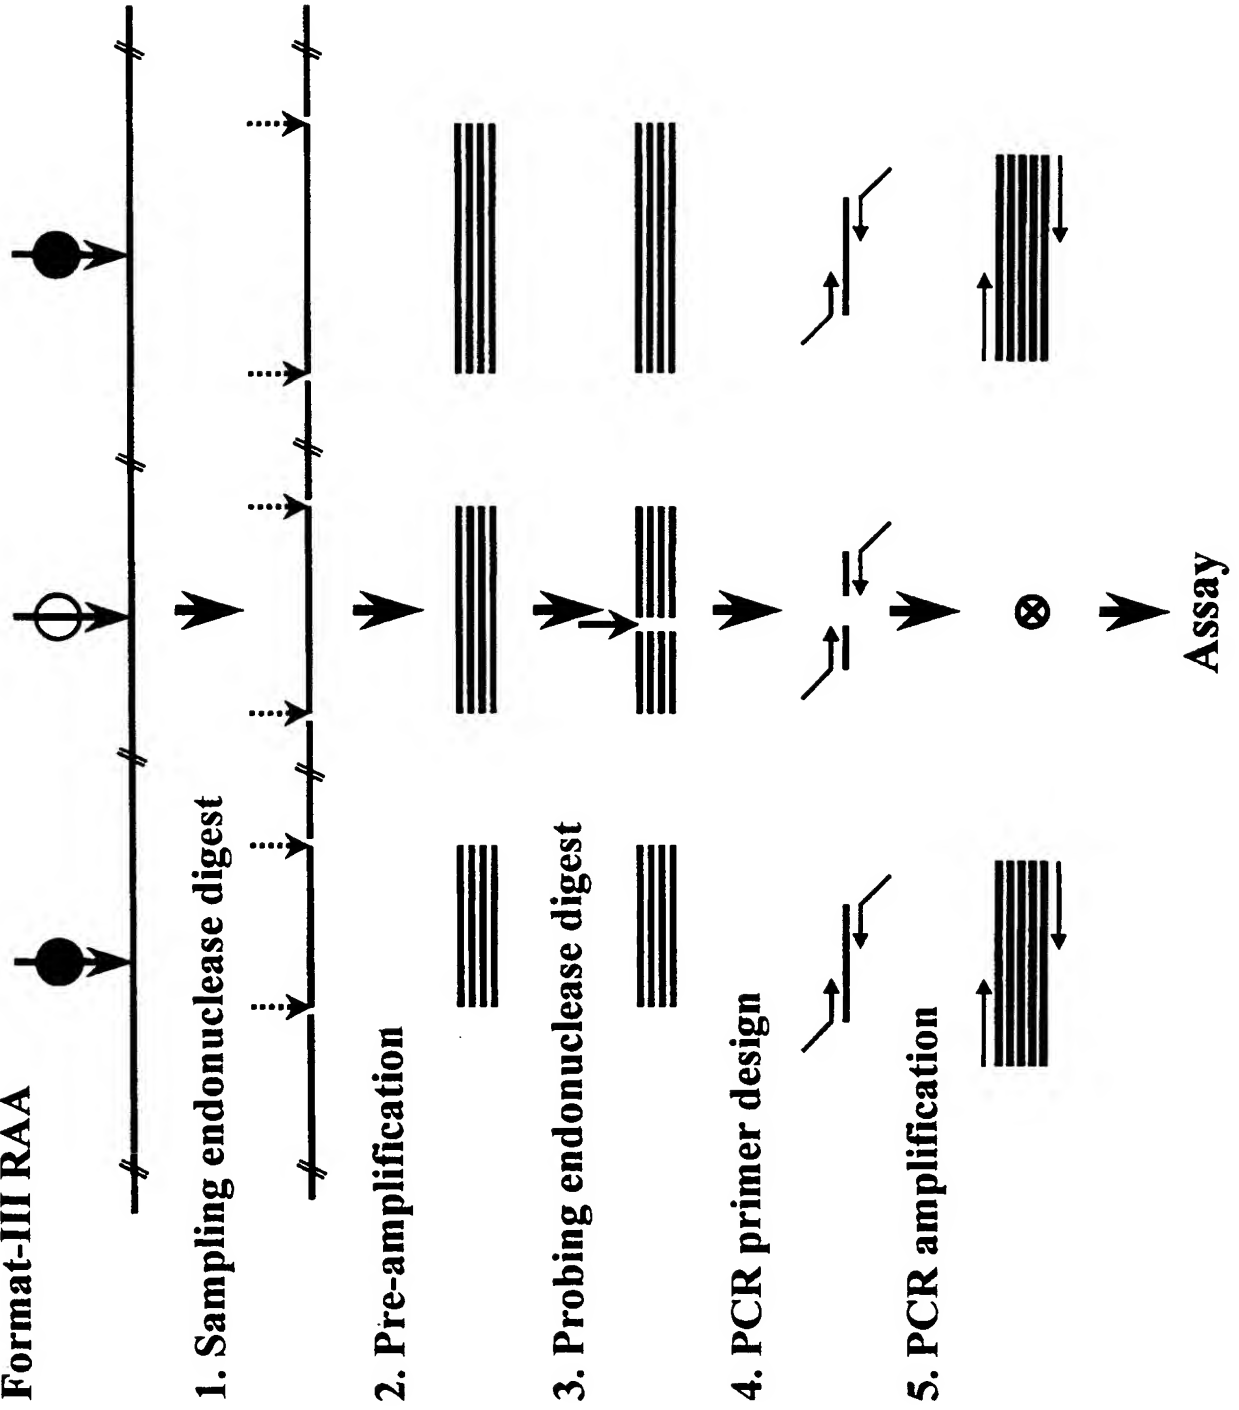 Format-III RAA
1. Sampling endonuclease digest
2. Pre-amplification
3. Probing endonuclease digest
4. PCR primer design
5. PCR amplification
Assay